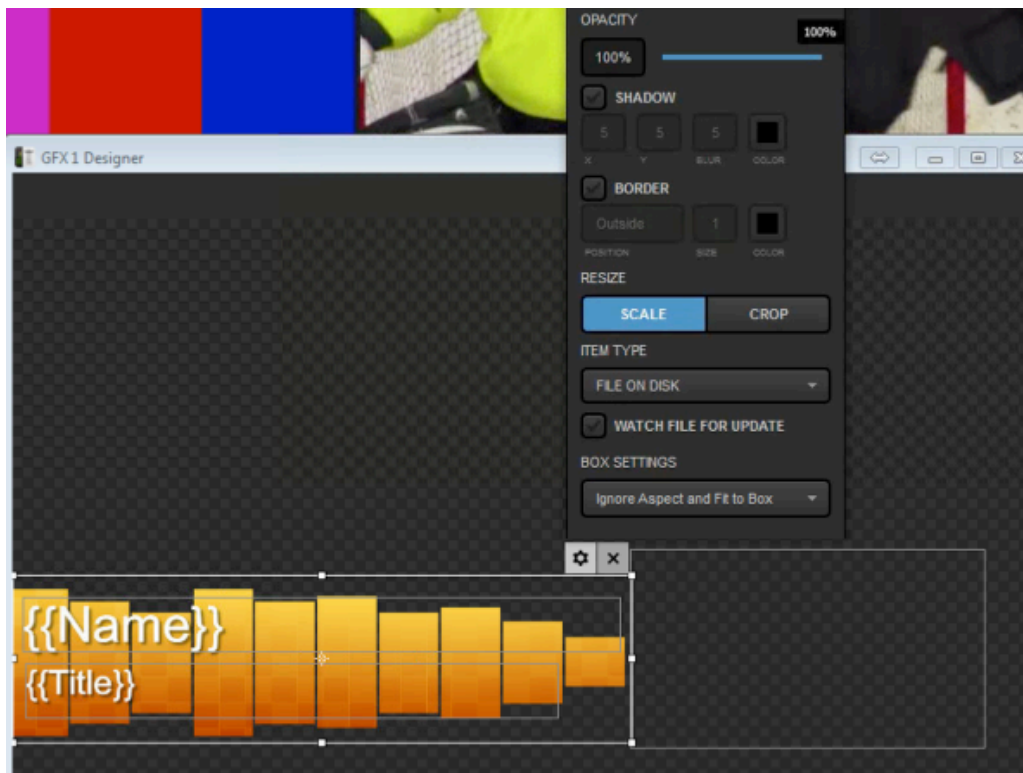 OPACITY
100%
100%
SHADOW
5 5 5
X Y BLUR COLOR
GFX 1 Designer
BORDER
Outside 1
POSITION SIZE COLOR
RESIZE
SCALE CROP
ITEM TYPE
FILE ON DISK
WATCH FILE FOR UPDATE
BOX SETTINGS
Ignore Aspect and Fit to Box
{{Name}}
{{Title}}